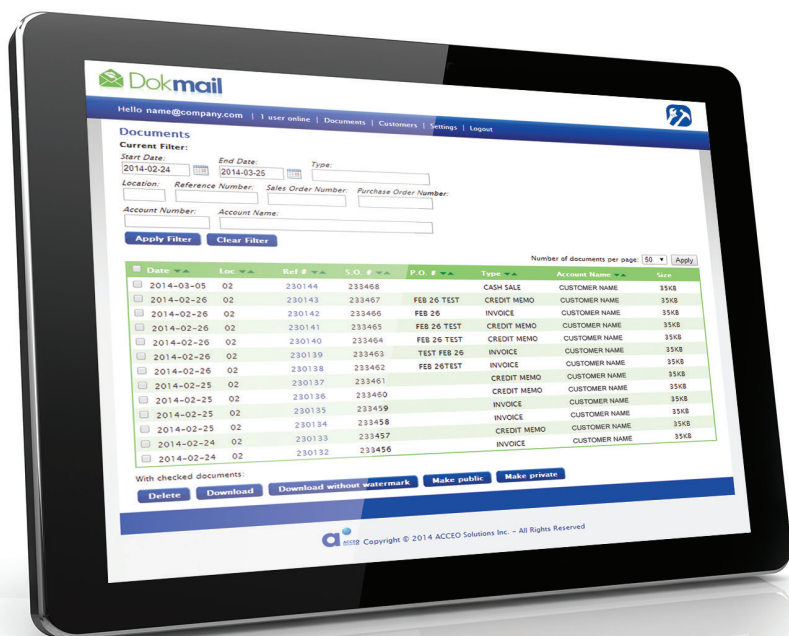 Dokmail
Hello name@company.com | 1 user online | Documents | Customers | Settings | Logout
Documents
Current Filter:
Start Date: End Date: Type:
2014-02-24 2014-03-25
Location: Reference Number: Sales Order Number: Purchase Order Number:
Account Number: Account Name:
Apply Filter Clear Filter
Number of documents per page: 50 Apply
Date Loc Ref # S.O. # P.O. # Type Account Name Size
2014-03-05 02 230144 233468 CASH SALE CUSTOMER NAME 35KB
2014-02-26 02 230143 233467 FEB 26 TEST CREDIT MEMO CUSTOMER NAME 35KB
2014-02-26 02 230142 233466 FEB 26 INVOICE CUSTOMER NAME 35KB
2014-02-26 02 230141 233465 FEB 26 TEST CREDIT MEMO CUSTOMER NAME 35KB
2014-02-26 02 230140 233464 FEB 26 TEST CREDIT MEMO CUSTOMER NAME 35KB
2014-02-26 02 230139 233463 TEST FEB 26 INVOICE CUSTOMER NAME 35KB
2014-02-26 02 230138 233462 FEB 26TEST INVOICE CUSTOMER NAME 35KB
2014-02-25 02 230137 233461 CREDIT MEMO CUSTOMER NAME 35KB
2014-02-25 02 230136 233460 CREDIT MEMO CUSTOMER NAME 35KB
2014-02-25 02 230135 233459 INVOICE CUSTOMER NAME 35KB
2014-02-25 02 230134 233458 INVOICE CUSTOMER NAME 35KB
2014-02-24 02 230133 233457 CREDIT MEMO CUSTOMER NAME 35KB
2014-02-24 02 230132 233456 INVOICE CUSTOMER NAME 35KB
With checked documents:
Delete Download Download without watermark Make public Make private
a ACCEO Copyright © 2014 ACCEO Solutions Inc. - All Rights Reserved